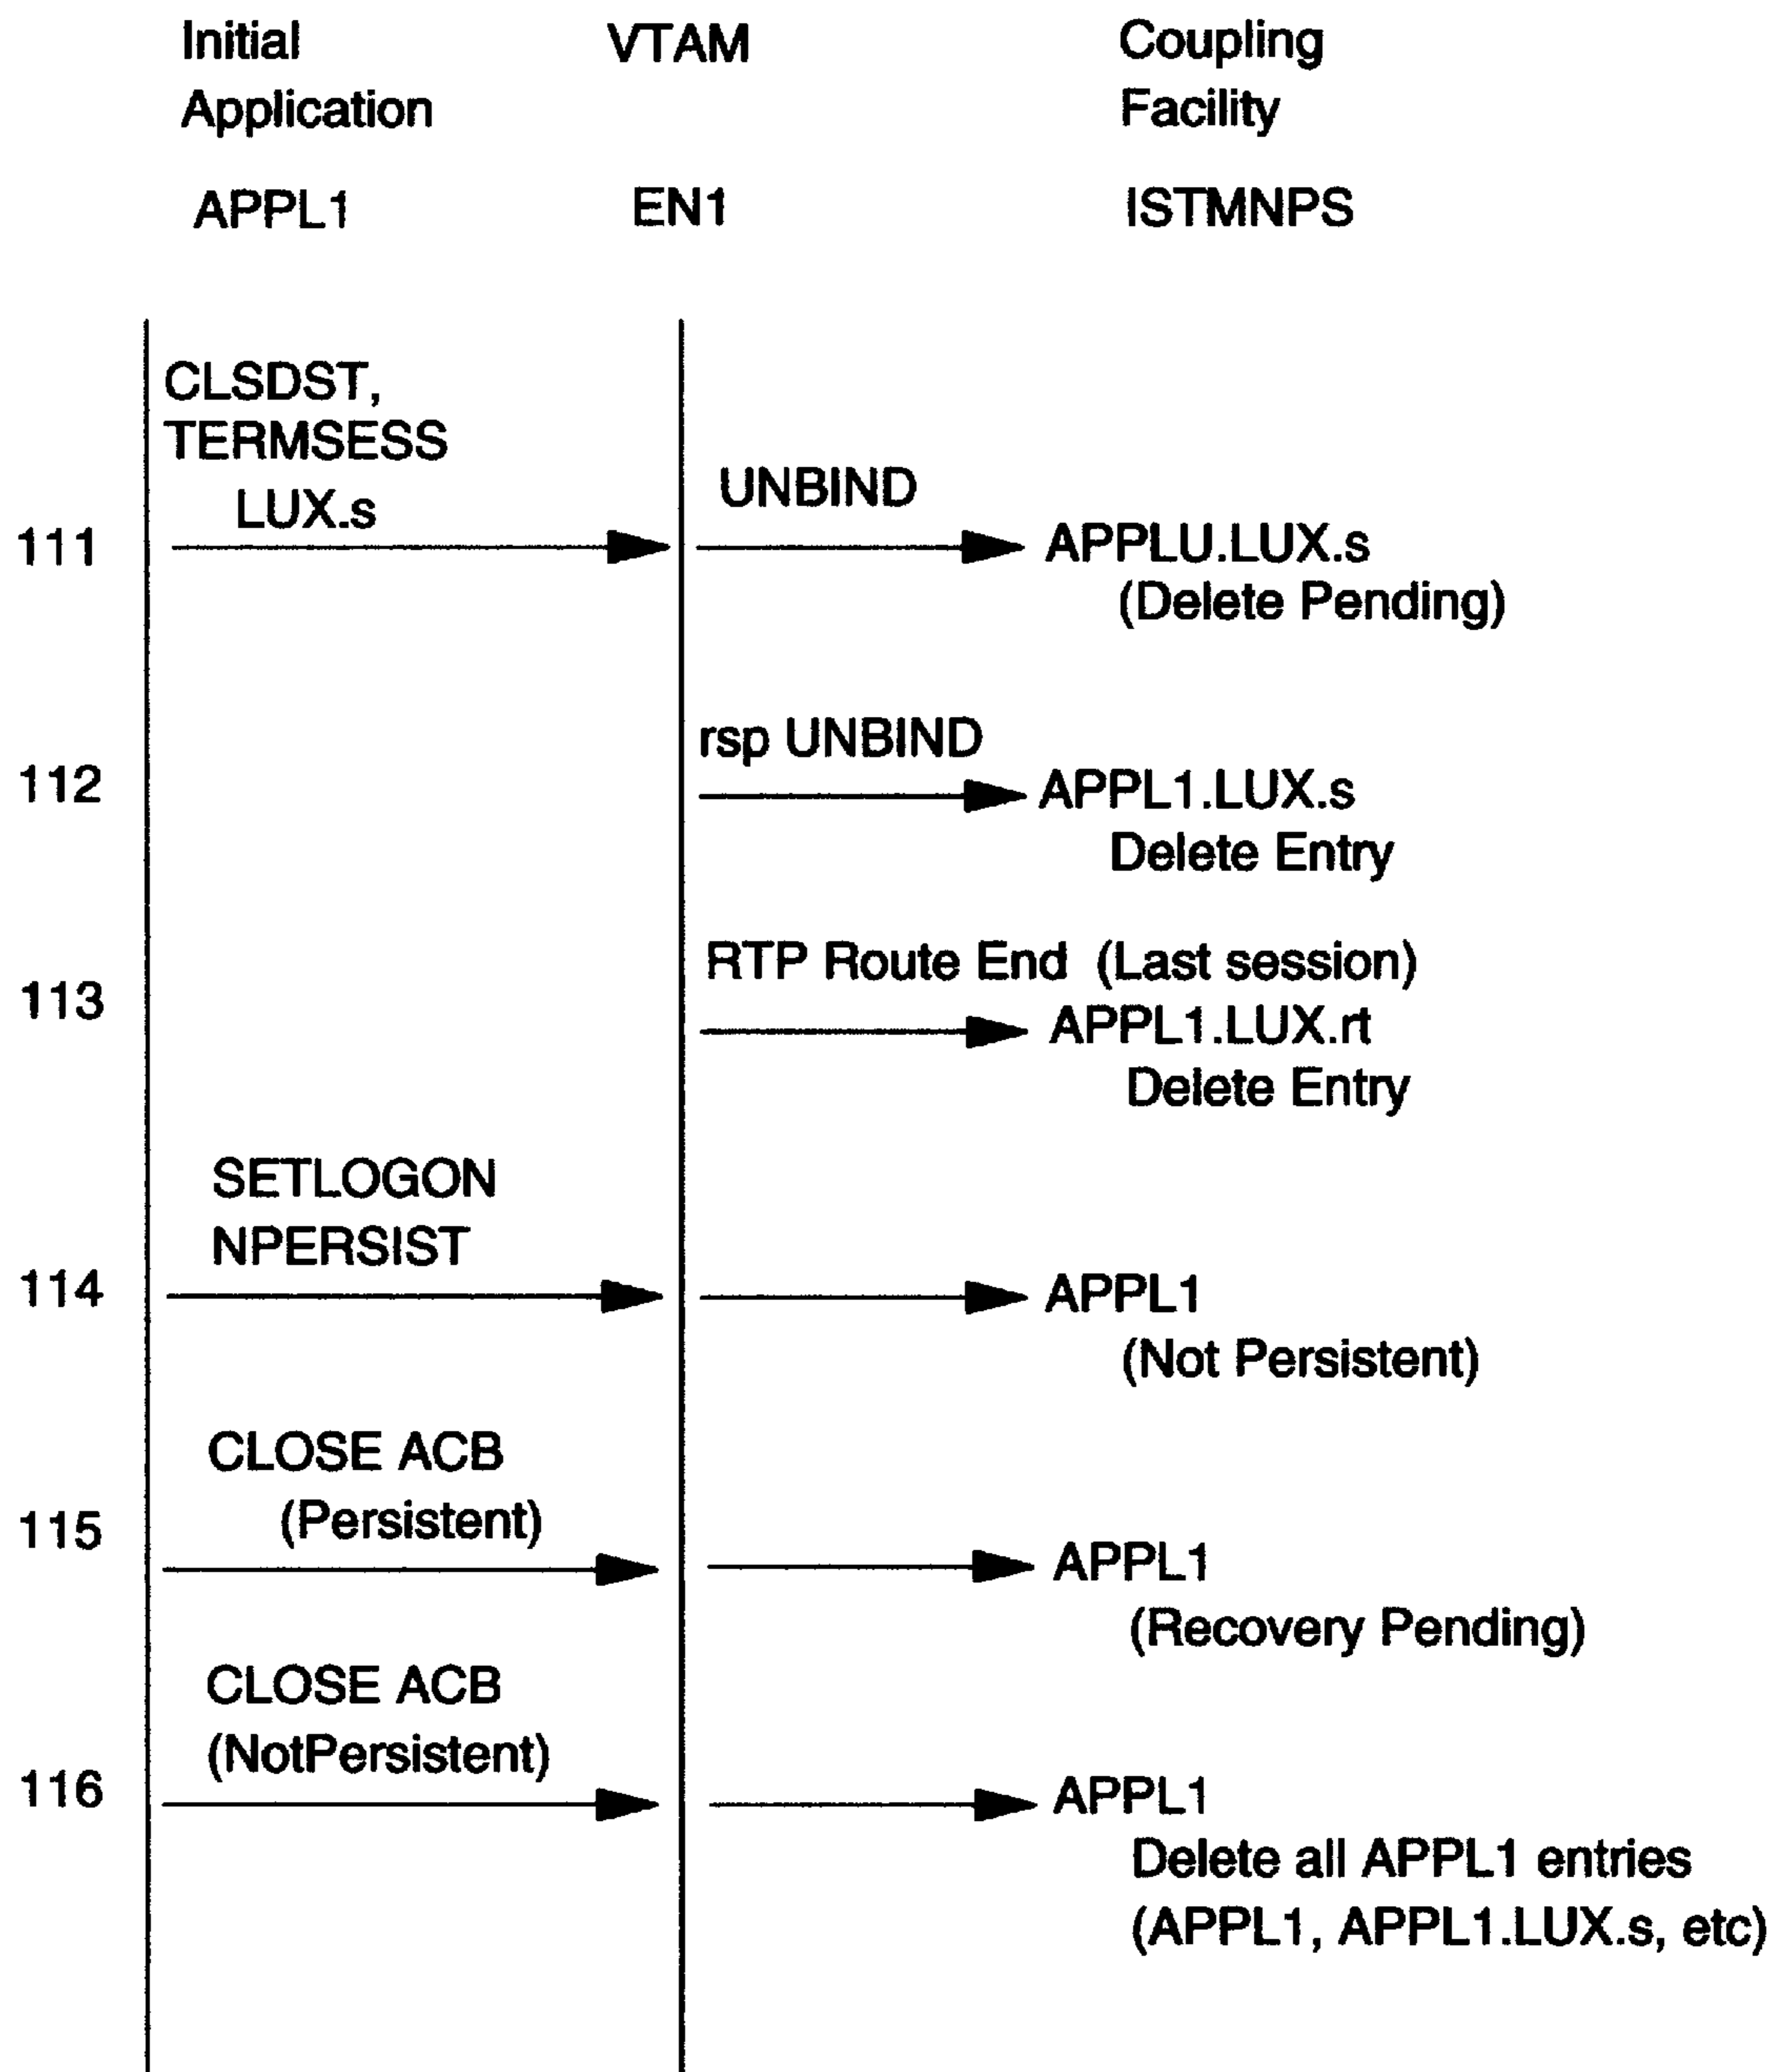 Initial
Application
VTAM
Coupling
Facility
APPL1
EN1
ISTMNPS
CLSDST,
TERMSESS
LUX.s
UNBIND
111
APPLU.LUX.s
(Delete Pending)
rsp UNBIND
112
APPL1.LUX.s
Delete Entry
RTP Route End (Last session)
113
APPL1.LUX.rt
Delete Entry
SETLOGON
NPERSIST
114
APPL1
(Not Persistent)
CLOSE ACB
(Persistent)
115
APPL1
(Recovery Pending)
CLOSE ACB
(NotPersistent)
116
APPL1
Delete all APPL1 entries
(APPL1, APPL1.LUX.s, etc)